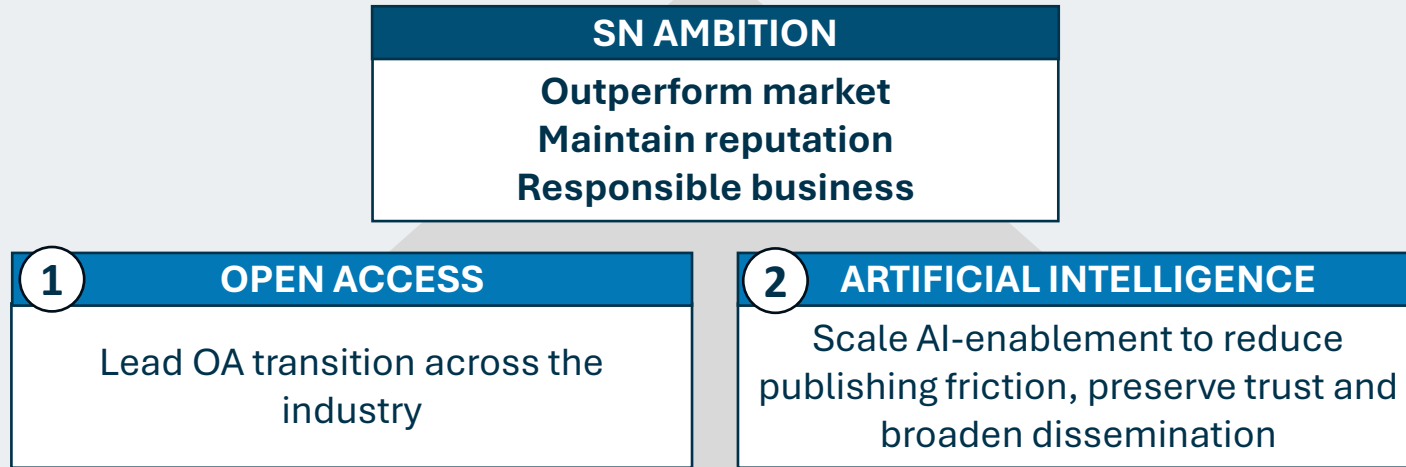 SN AMBITION
Outperform market
Maintain reputation
Responsible business
1
OPEN ACCESS
Lead OA transition across the
industry
2
ARTIFICIAL INTELLIGENCE
Scale AI-enablement to reduce
publishing friction, preserve trust and
broaden dissemination